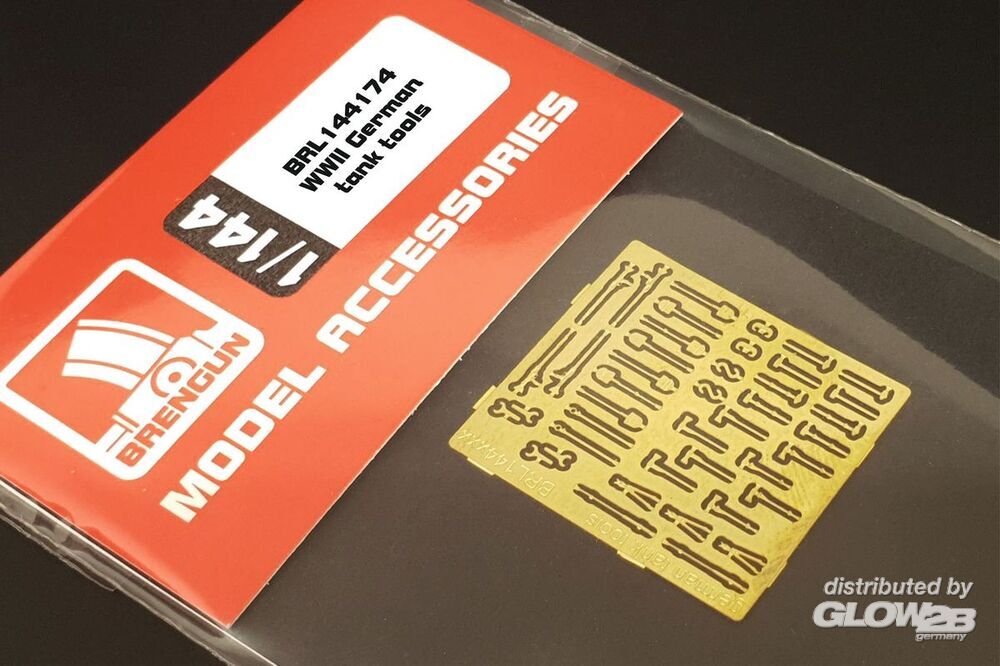 BRL144174
WWII German
tank tools
1/144
BRENGUN
MODEL ACCESSORIES
BRL144xxx
german tank tools
distributed by
GLOW2B
germany